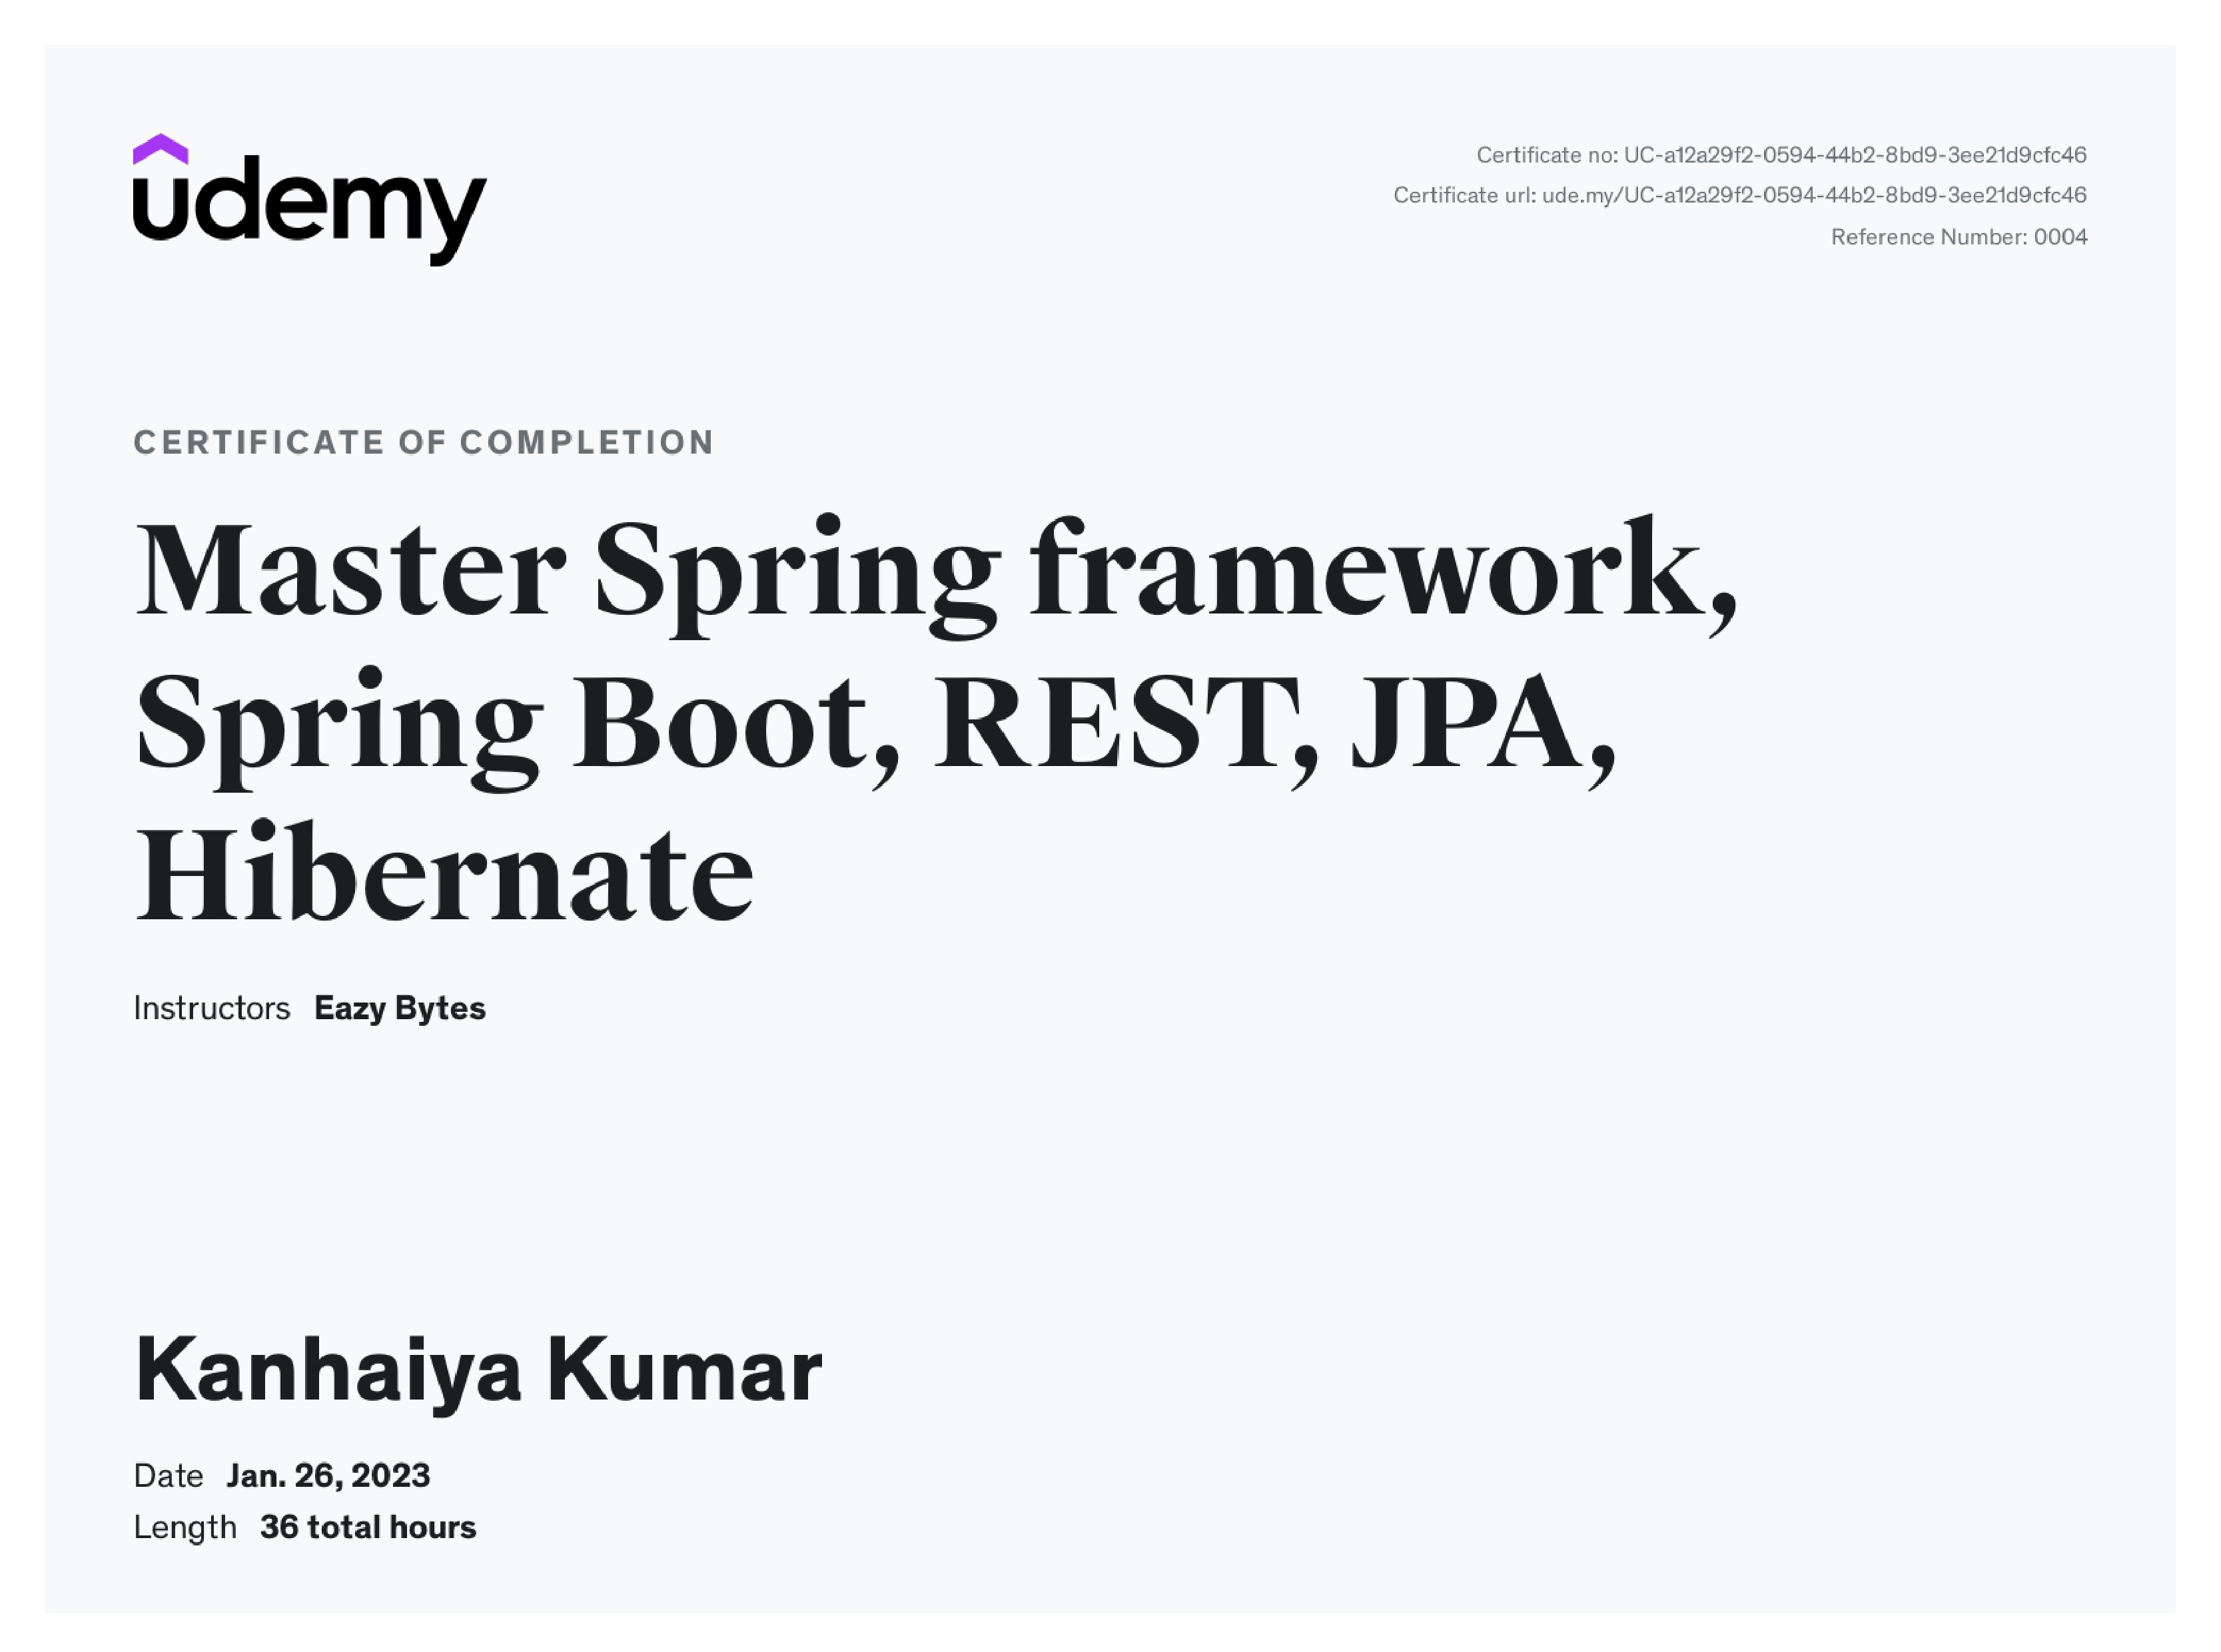 udemy
Certificate no: UC-a12a29f2-0594-44b2-8bd9-3ee21d9cfc46
Certificate url: ude.my/UC-a12a29f2-0594-44b2-8bd9-3ee21d9cfc46
Reference Number: 0004
CERTIFICATE OF COMPLETION
Master Spring framework,
Spring Boot, REST, JPA,
Hibernate
Instructors Eazy Bytes
Kanhaiya Kumar
Date Jan. 26, 2023
Length 36 total hours